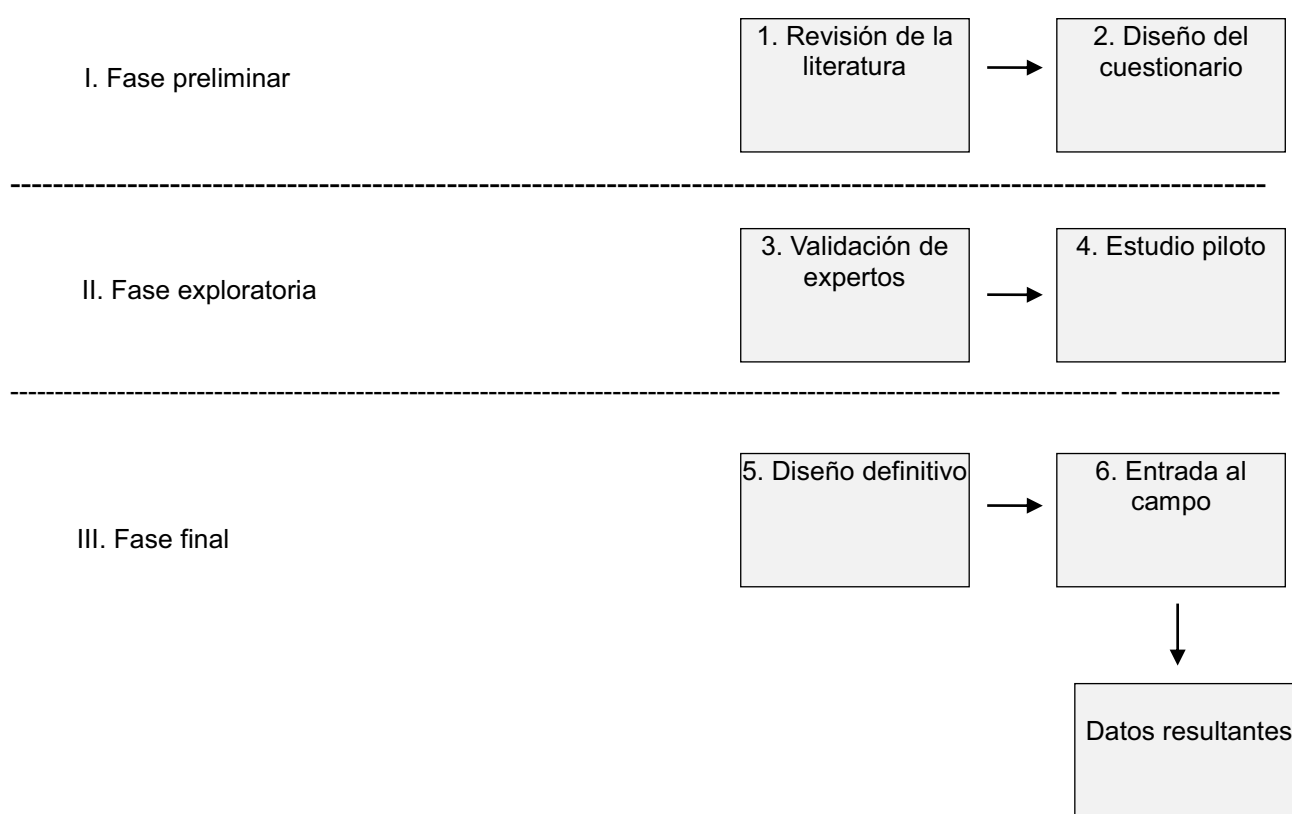 I. Fase preliminar
1. Revisión de la
literatura
2. Diseño del
cuestionario
II. Fase exploratoria
3. Validación de
expertos
4. Estudio piloto
III. Fase final
5. Diseño definitivo
6. Entrada al
campo
Datos resultantes